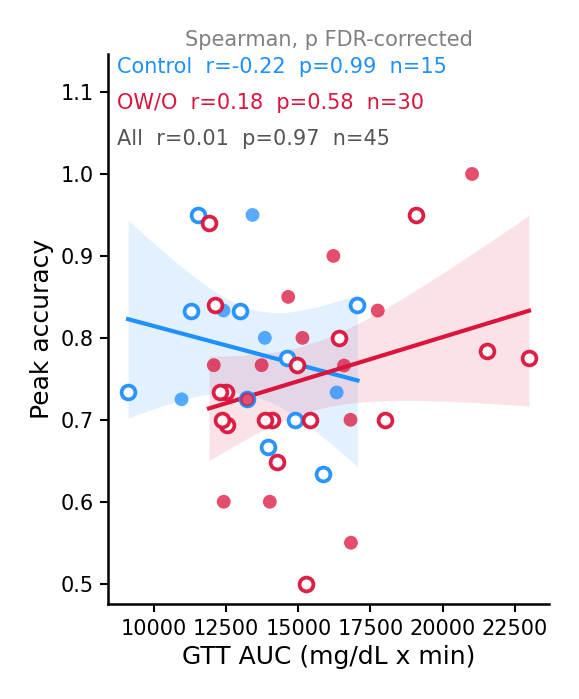 Spearman, p FDR-corrected
Control r=-0.22 p=0.99 n=15
OW/O r=0.18 p=0.58 n=30
All r=0.01 p=0.97 n=45
1.1
1.0
0.9
0.8
0.7
0.6
0.5
Peak accuracy
10000 12500 15000 17500 20000 22500
GTT AUC (mg/dL x min)